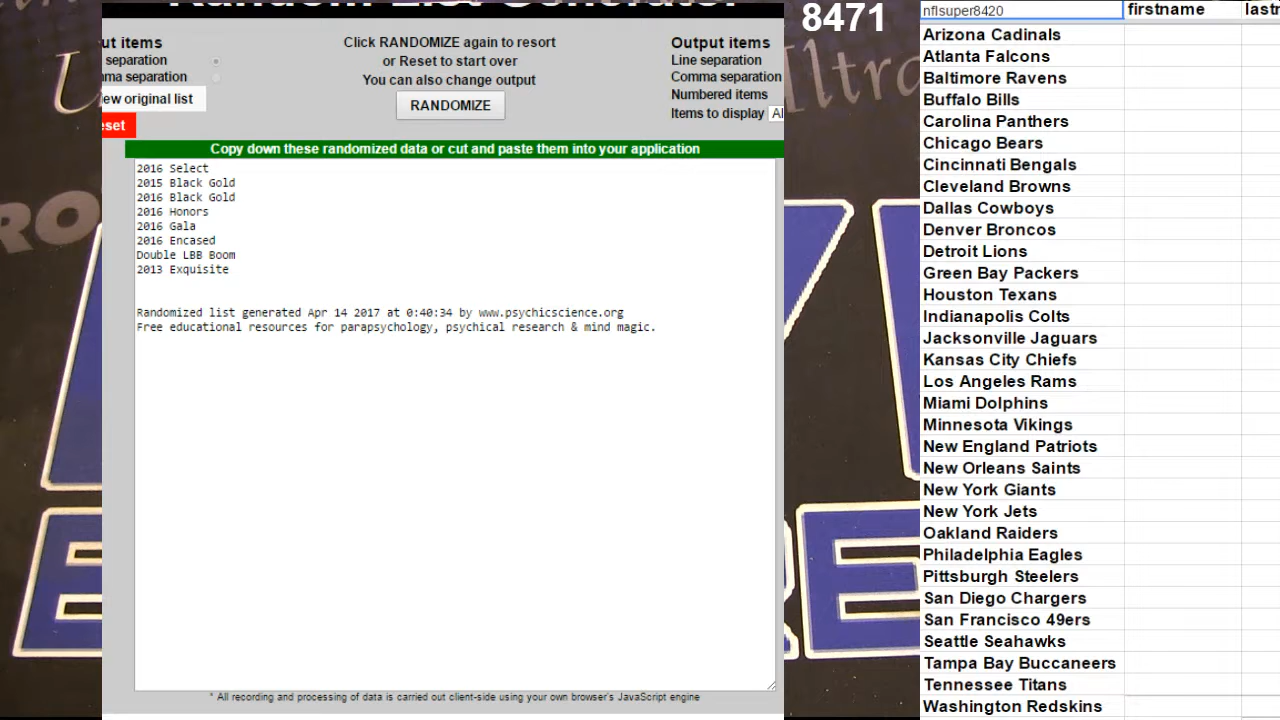 Random List Generator
8471
ut items
separation
mma separation
ew original list
set
Click RANDOMIZE again to resort
or Reset to start over
You can also change output
RANDOMIZE
Output items
Line separation
Comma separation
Numbered items
Items to display Al
Copy down these randomized data or cut and paste them into your application
2016 Select
2015 Black Gold
2016 Black Gold
2016 Honors
2016 Gala
2016 Encased
Double LBB Boom
2013 Exquisite
Randomized list generated Apr 14 2017 at 0:40:34 by www.psychicscience.org
Free educational resources for parapsychology, psychical research & mind magic.
* All recording and processing of data is carried out client-side using your own browser's JavaScript engine
nflsuper8420 firstname lastr
Arizona Cadinals
Atlanta Falcons
Baltimore Ravens
Buffalo Bills
Carolina Panthers
Chicago Bears
Cincinnati Bengals
Cleveland Browns
Dallas Cowboys
Denver Broncos
Detroit Lions
Green Bay Packers
Houston Texans
Indianapolis Colts
Jacksonville Jaguars
Kansas City Chiefs
Los Angeles Rams
Miami Dolphins
Minnesota Vikings
New England Patriots
New Orleans Saints
New York Giants
New York Jets
Oakland Raiders
Philadelphia Eagles
Pittsburgh Steelers
San Diego Chargers
San Francisco 49ers
Seattle Seahawks
Tampa Bay Buccaneers
Tennessee Titans
Washington Redskins